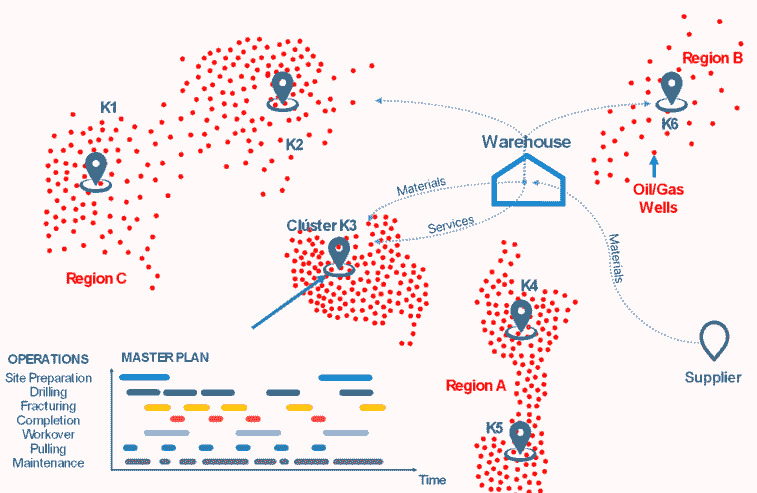 Region B
K1
K2
K6
Warehouse
Oil/Gas
Wells
Materials
Services
Clúster K3
Materials
Region C
K4
Region A
K5
Supplier
OPERATIONS
MASTER PLAN
Site Preparation
Drilling
Fracturing
Completion
Workover
Pulling
Maintenance
Time